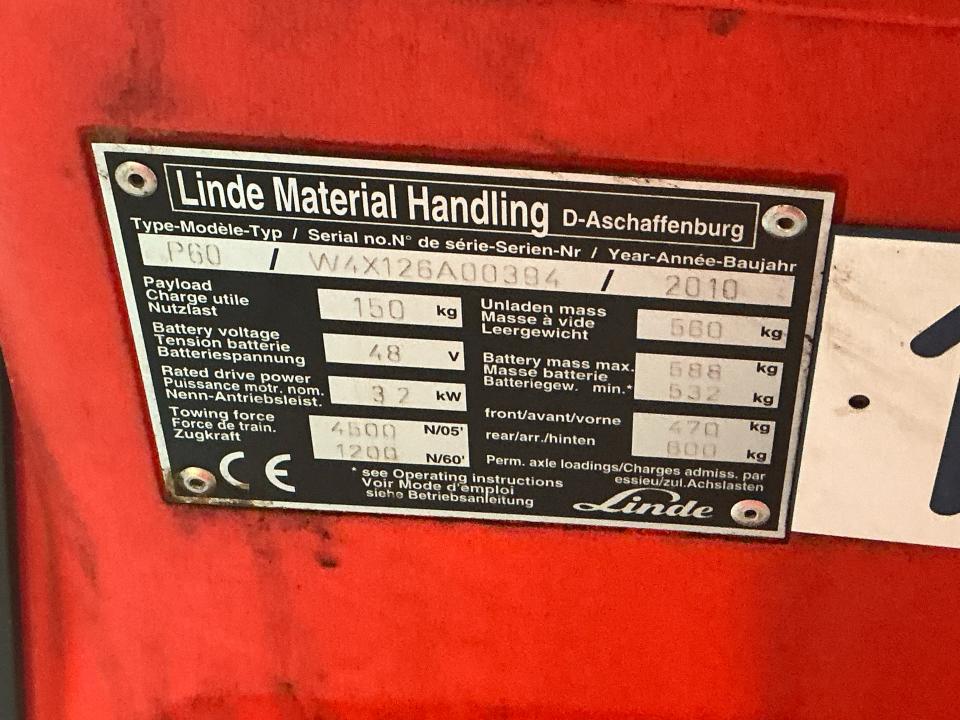 Linde Material Handling D-Aschaffenburg
Type-Modèle-Typ / Serial no.N° de série-Serien-Nr / Year-Année-Baujahr
P60 / W4X126A00394 / 2010
Payload
Charge utile
Nutzlast
150 kg
Unladen mass
Masse à vide
Leergewicht
560 kg
Battery voltage
Tension batterie
Batteriespannung
48 V
Battery mass max.
Masse batterie
Batteriegew. min.*
588 kg
532 kg
Rated drive power
Puissance motr. nom.
Nenn-Antriebsleist.
3 2 kW
Towing force
Force de train.
Zugkraft
4500 N/05'
1200 N/60'
front/avant/vorne
470 kg
rear/arr./hinten
800 kg
Perm. axle loadings/Charges admiss. par
essieu/zul.Achslasten
CE
* see Operating instructions
Voir Mode d'emploi
siehe Betriebsanleitung
Linde